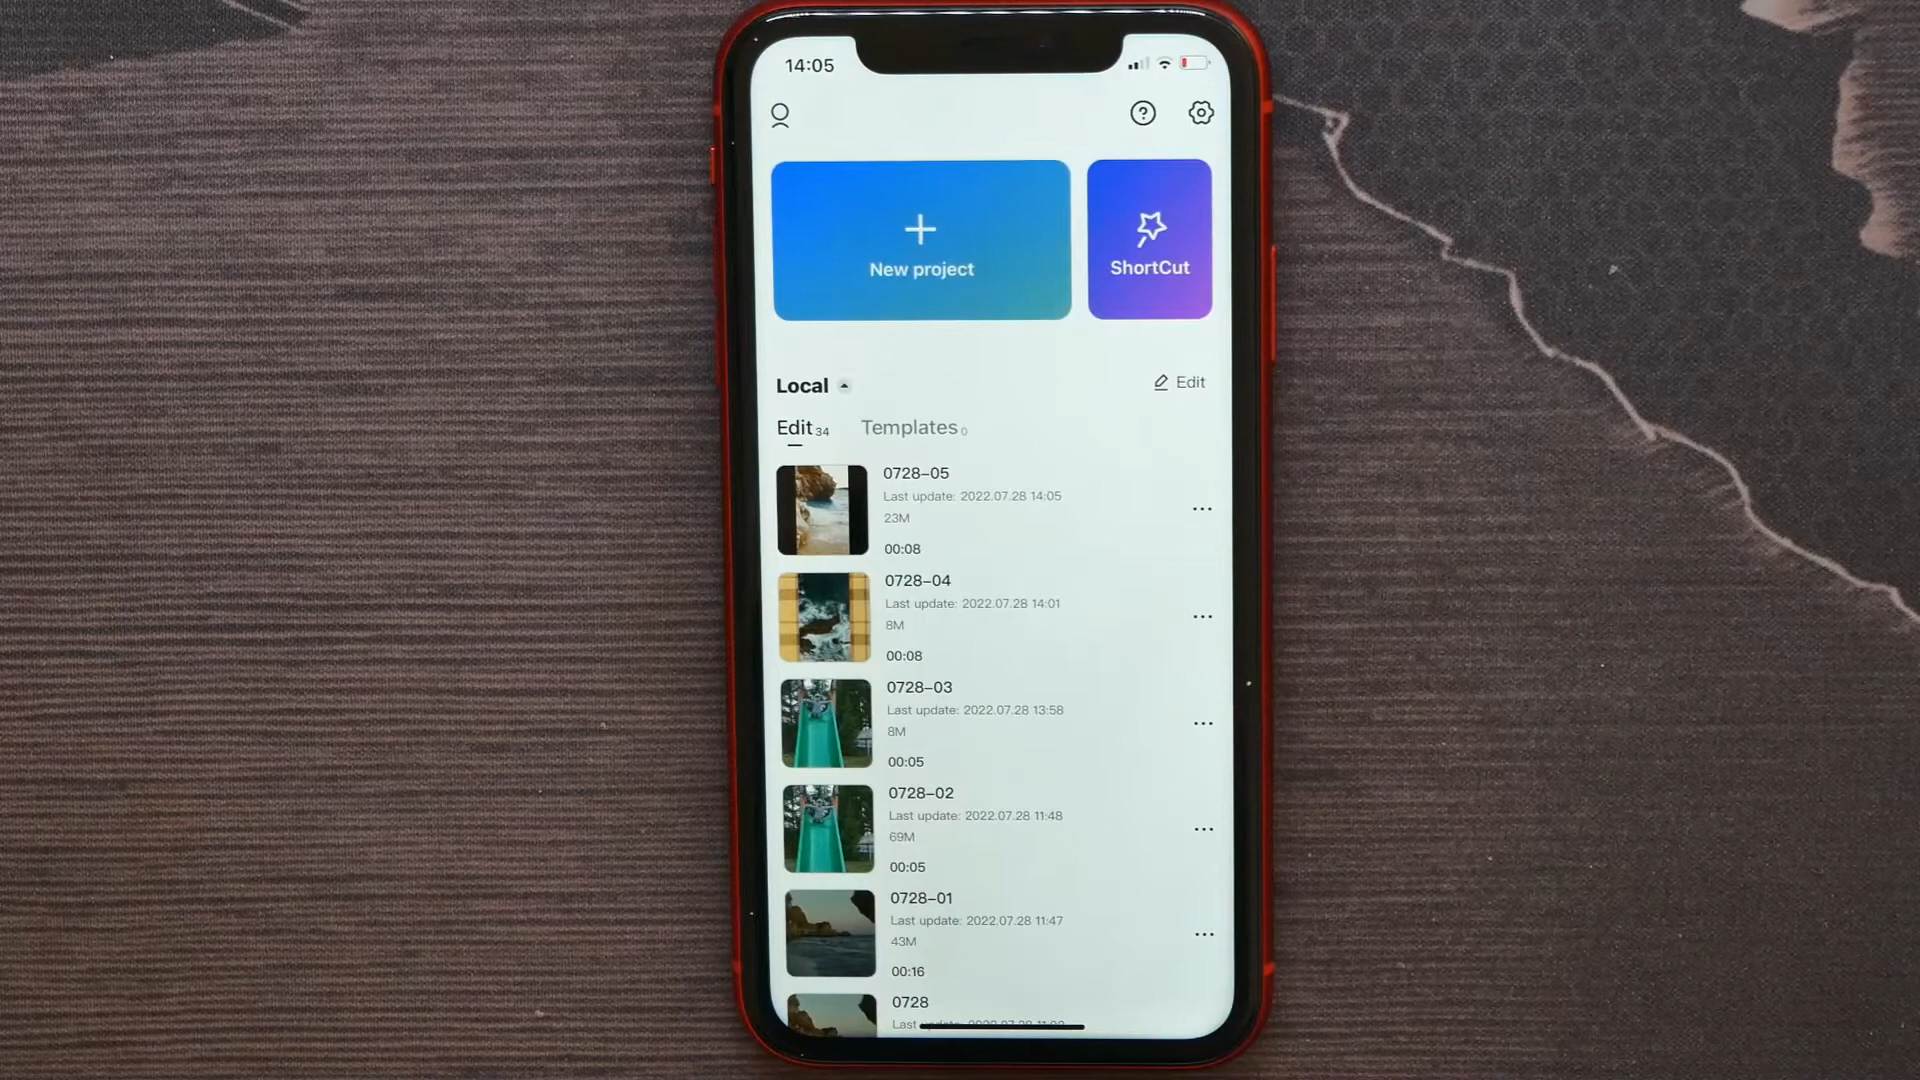 14:05
New project
ShortCut
Local
Edit
Edit 34
Templates 0
0728-05
Last update: 2022.07.28 14:05
23M
00:08
0728-04
Last update: 2022.07.28 14:01
8M
00:08
0728-03
Last update: 2022.07.28 13:58
8M
00:05
0728-02
Last update: 2022.07.28 11:48
69M
00:05
0728-01
Last update: 2022.07.28 11:47
43M
00:16
0728
Last